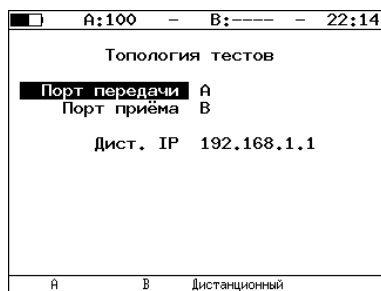 A:100 – B:---- – 22:14
Топология тестов
Порт передачи A
Порт приёма B
Дист. IP 192.168.1.1
A B Дистанционный